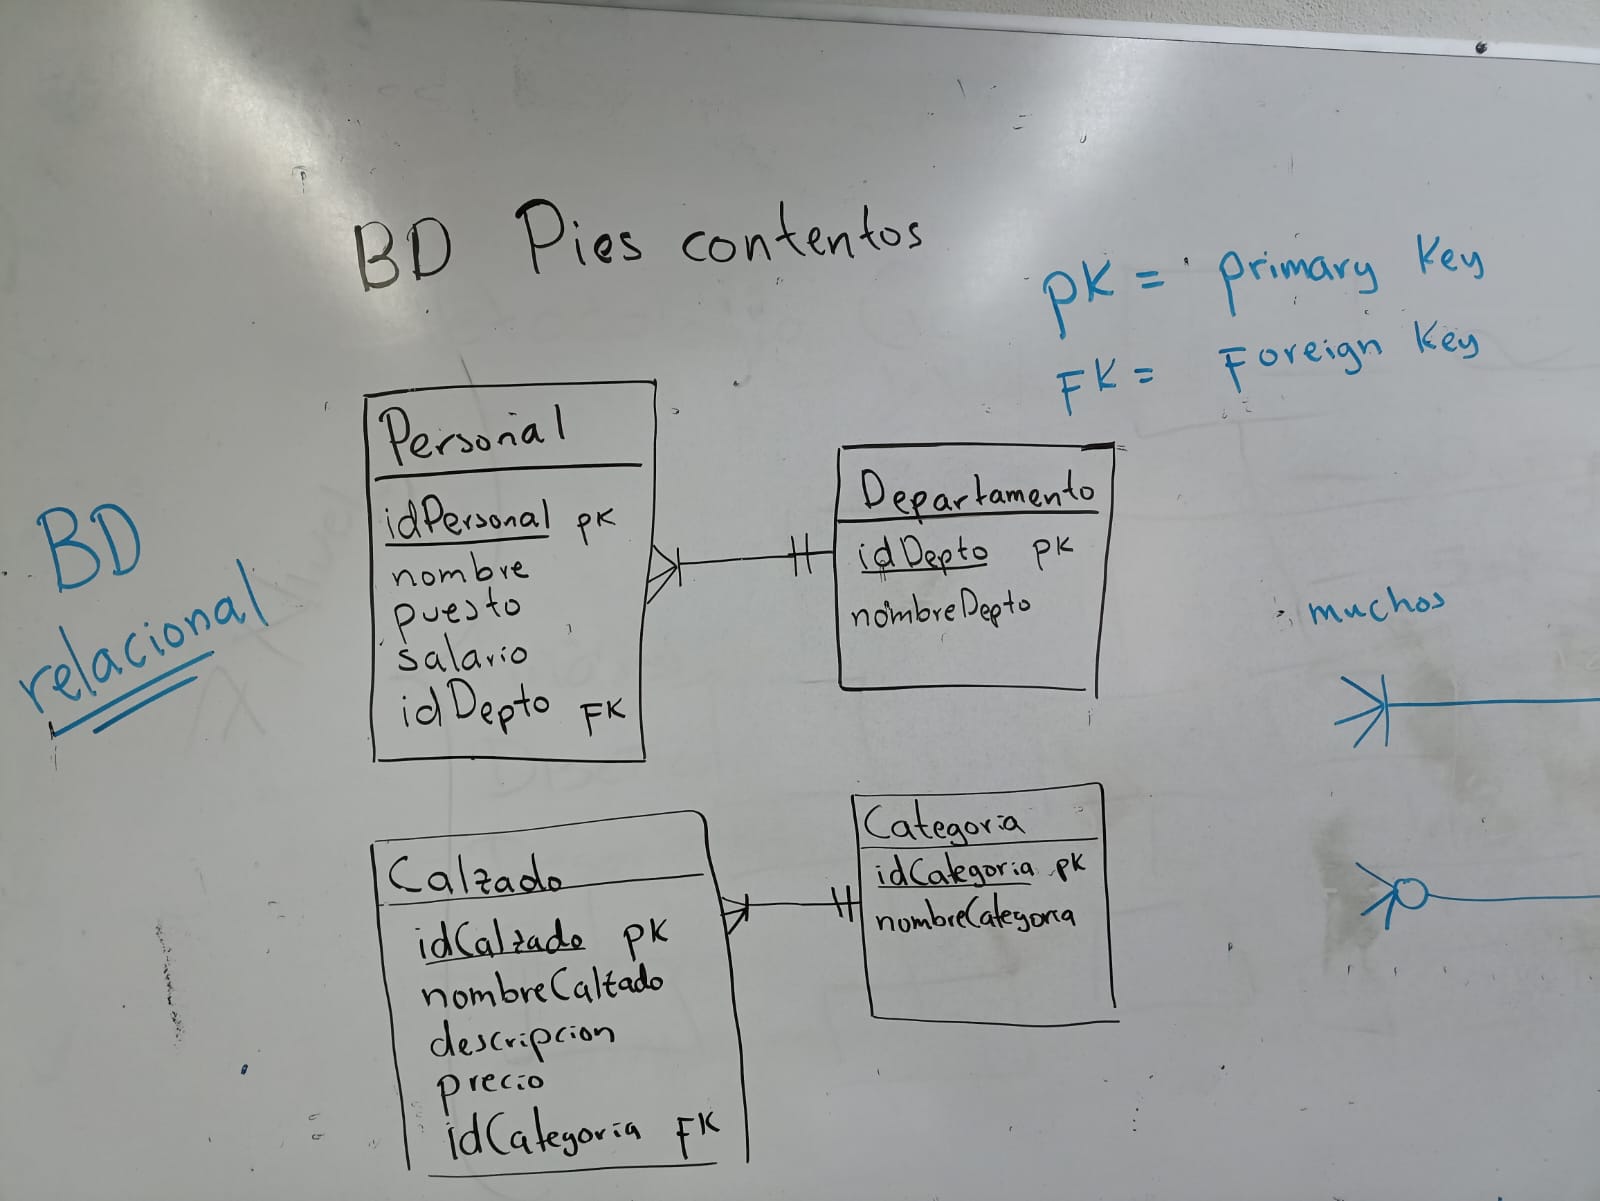 BD Pies contentos
PK = primary key
FK = Foreign key
BD
relacional
Personal
idPersonal PK
nombre
puesto
salario
idDepto FK
Departamento
idDepto PK
nombreDepto
muchos
Calzado
idCalzado PK
nombreCalzado
descripcion
precio
idCategoria FK
Categoria
idCategoria PK
nombreCategoria